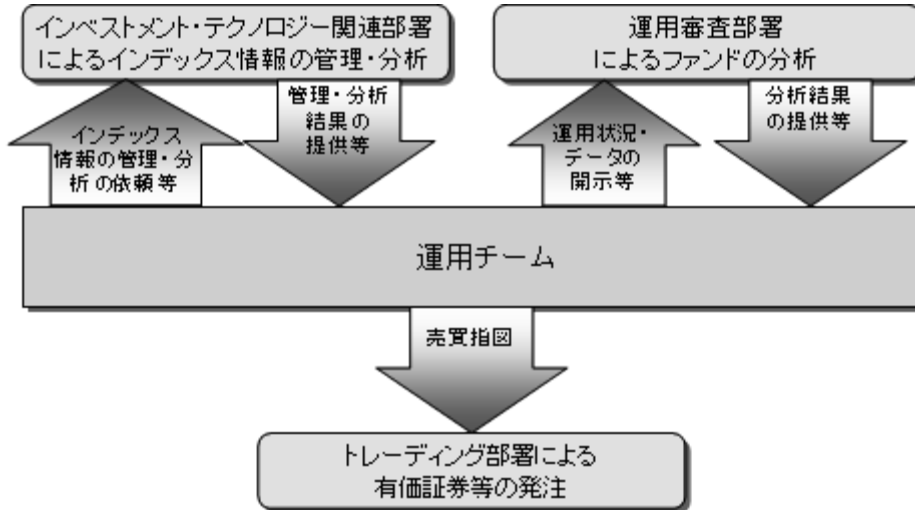 インベストメント・テクノロジー関連部署
によるインデックス情報の管理・分析
運用審査部署
によるファンドの分析
インデックス
情報の管理・分
析の依頼等
管理・分析
結果の
提供等
運用状況・
データの
開示等
分析結果
の提供等
運用チーム
売買指図
トレーディング部署による
有価証券等の発注